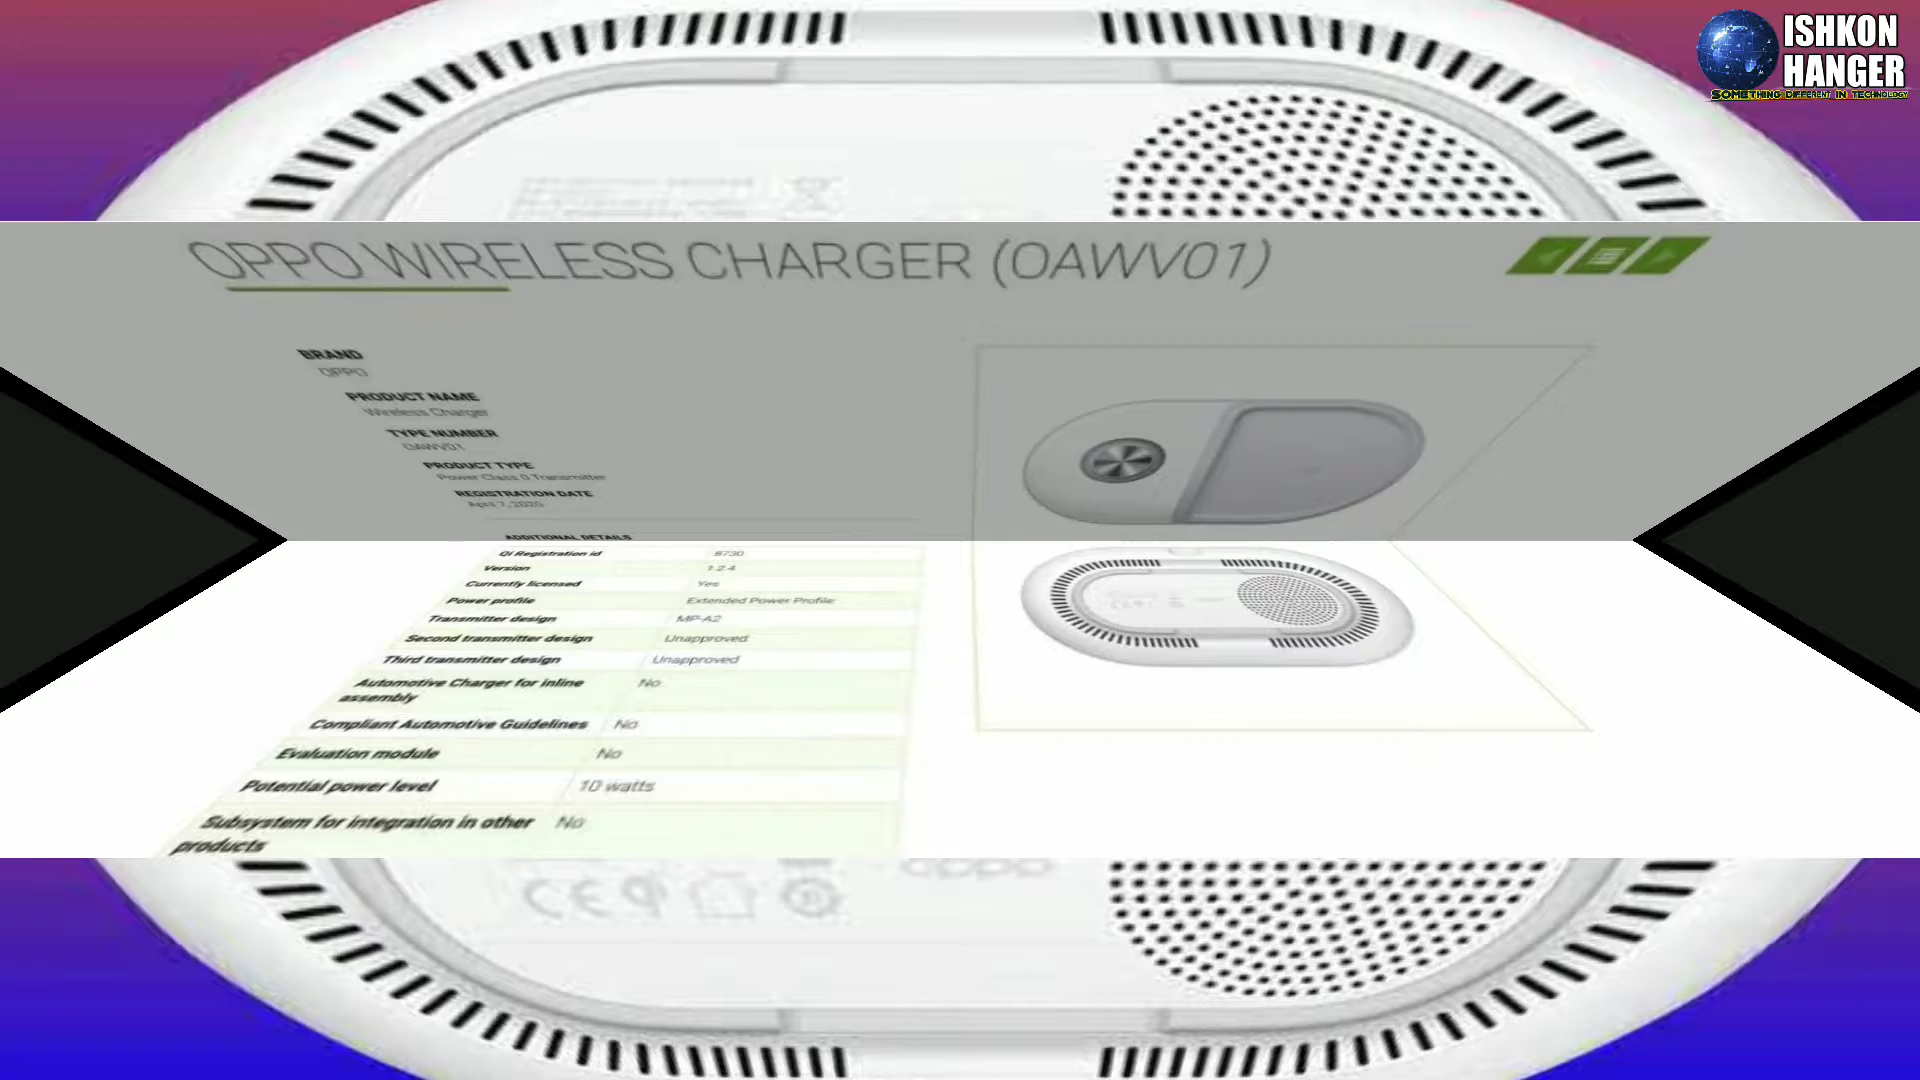 ISHKON
HANGER
SOMETHING DIFFERENT IN TECHNOLOGY
OPPO WIRELESS CHARGER (OAWV01)
BRAND
OPPO
PRODUCT NAME
Wireless Charger
TYPE NUMBER
OAWV01
PRODUCT TYPE
Power Class 0 Transmitter
REGISTRATION DATE
April 7, 2020
ADDITIONAL DETAILS
Qi Registration id 8730
Version 1.2.4
Currently licensed Yes
Power profile Extended Power Profile
Transmitter design MP-A2
Second transmitter design Unapproved
Third transmitter design Unapproved
Automotive Charger for inline assembly No
Compliant Automotive Guidelines No
Evaluation module No
Potential power level 10 watts
Subsystem for integration in other products No
CE
oppo